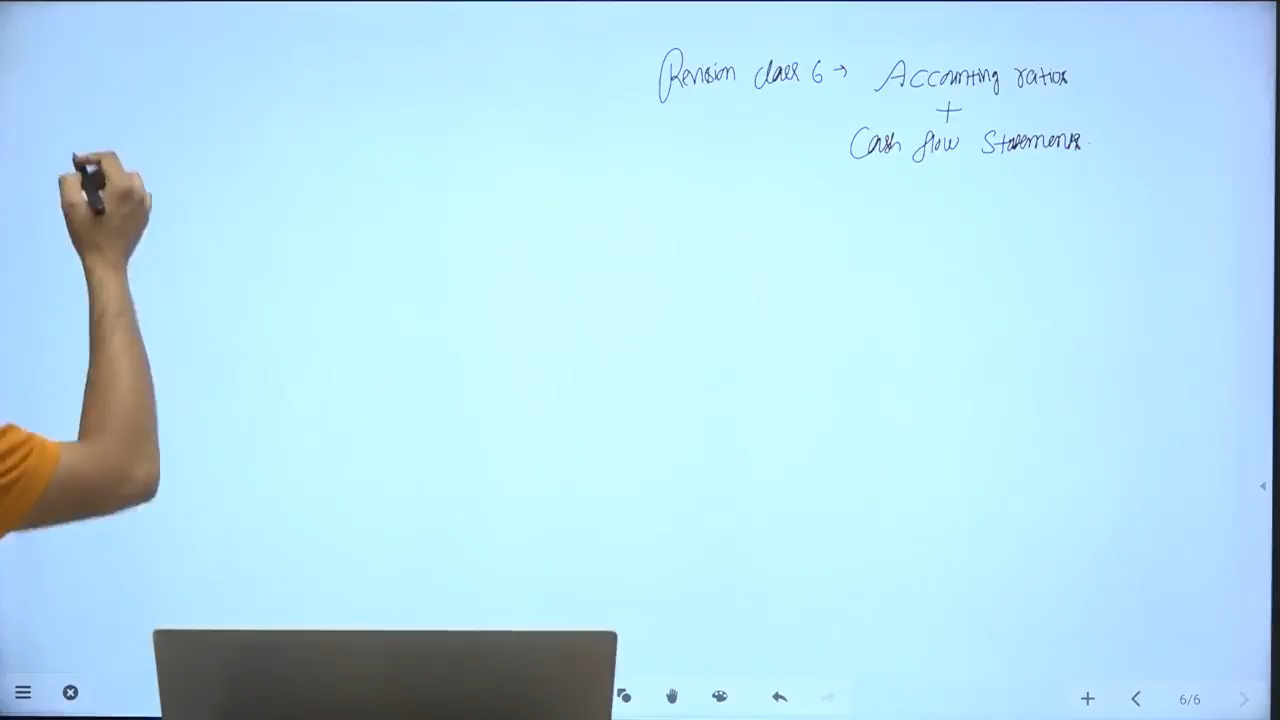 Revision class 6 → Accounting ratios
+
Cash flow Statements.
6/6